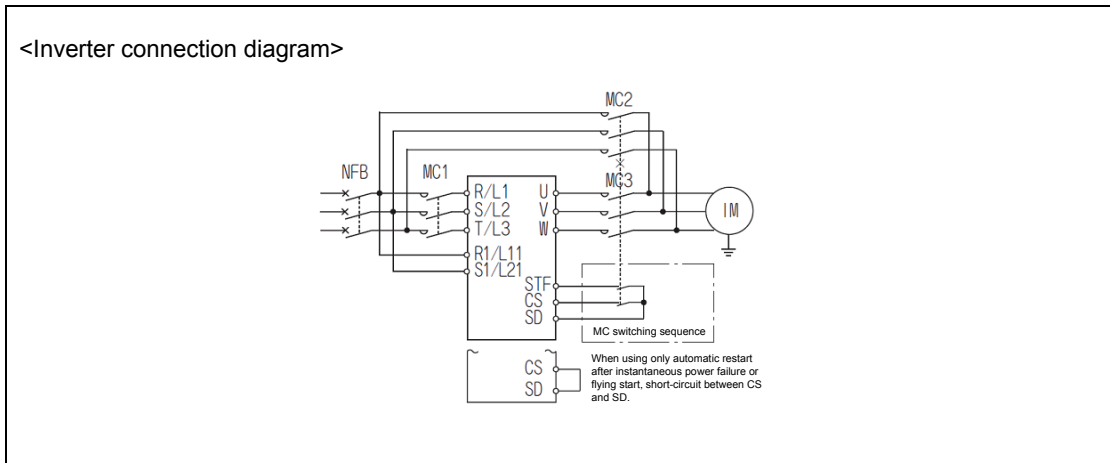 <Inverter connection diagram>
MC2
NFB
MC1
MC3
R/L1
U
S/L2
V
IM
T/L3
W
R1/L11
S1/L21
STF
CS
SD
MC switching sequence
CS
SD
When using only automatic restart
after instantaneous power failure or
flying start, short-circuit between CS
and SD.